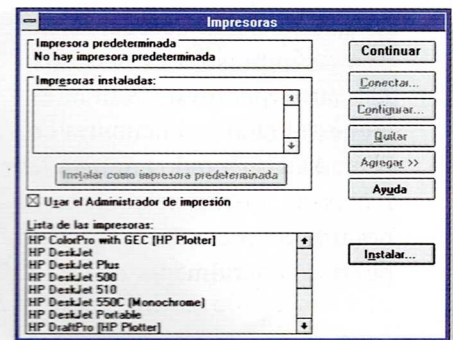 Impresoras
Impresora predeterminada
No hay impresora predeterminada
Impresoras instaladas:
Instalar como impresora predeterminada
Usar el Administrador de impresión
Lista de las impresoras:
HP ColorPro with GEC [HP Plotter]
HP DeskJet
HP DeskJet Plus
HP DeskJet 500
HP DeskJet 510
HP DeskJet 550C (Monochrome)
HP DeskJet Portable
HP DraftPro [HP Plotter]
Continuar
Conectar...
Configurar...
Quitar
Agregar >>
Ayuda
Instalar...